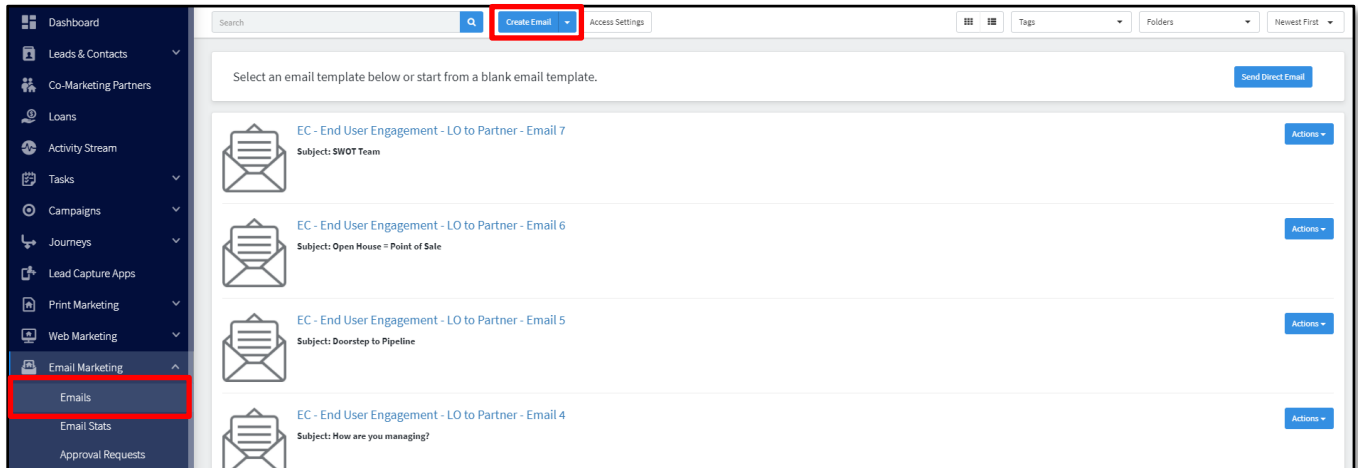 Dashboard
Leads & Contacts
Co-Marketing Partners
Loans
Activity Stream
Tasks
Campaigns
Journeys
Lead Capture Apps
Print Marketing
Web Marketing
Email Marketing
Emails
Email Stats
Approval Requests
Search
Create Email
Access Settings
Tags
Folders
Newest First
Select an email template below or start from a blank email template.
Send Direct Email
EC - End User Engagement - LO to Partner - Email 7
Actions
Subject: SWOT Team
EC - End User Engagement - LO to Partner - Email 6
Actions
Subject: Open House = Point of Sale
EC - End User Engagement - LO to Partner - Email 5
Actions
Subject: Doorstep to Pipeline
EC - End User Engagement - LO to Partner - Email 4
Actions
Subject: How are you managing?